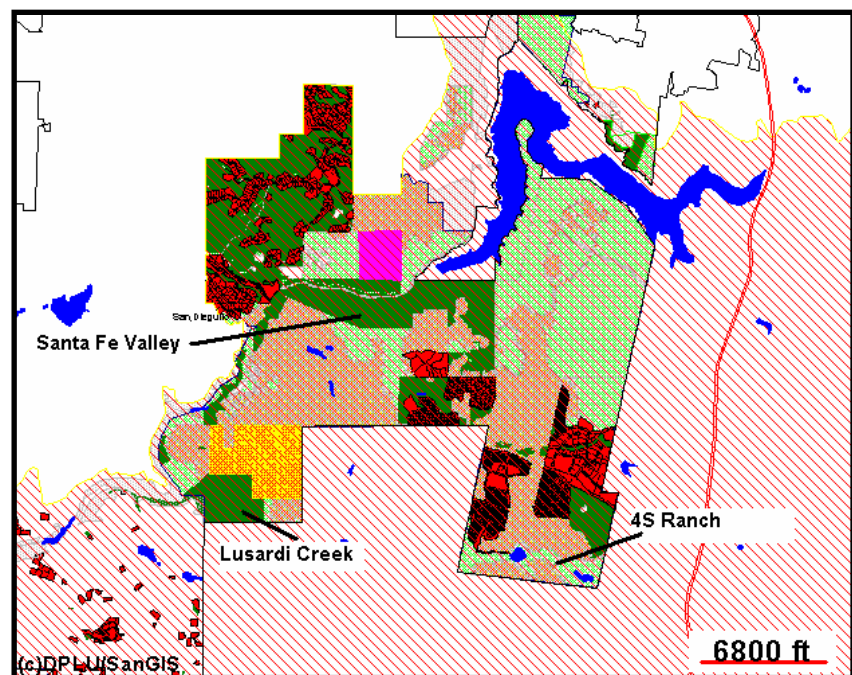 San Dieguito
Santa Fe Valley
4S Ranch
Lusardi Creek
6800 ft
(c)DPLU/SanGIS